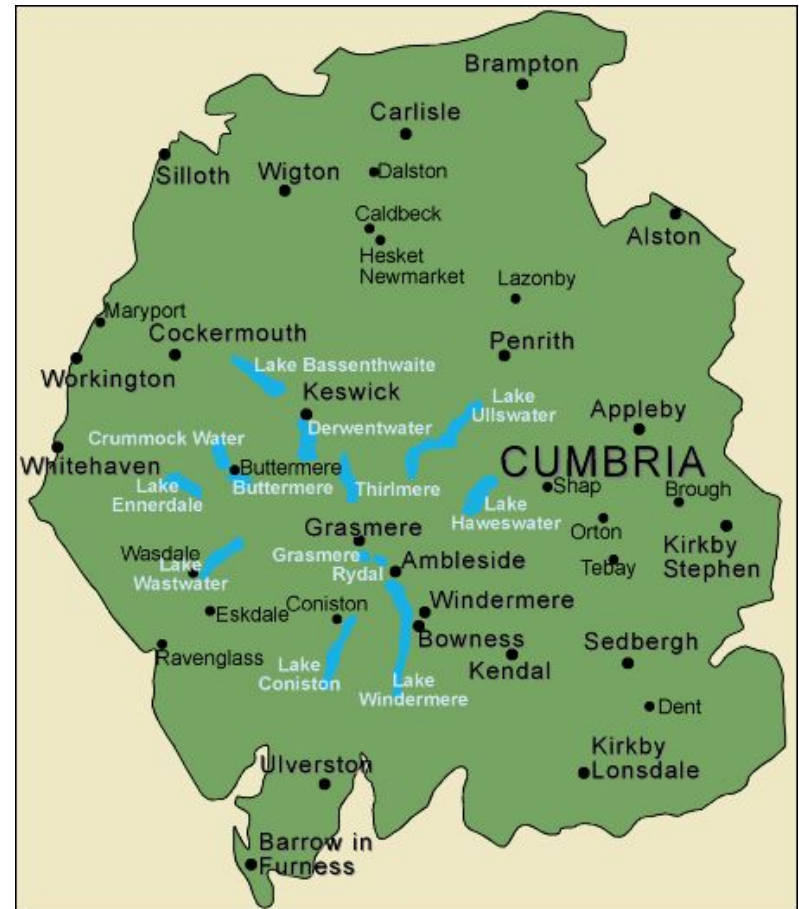 Brampton
Carlisle
Silloth
Wigton
Dalston
Caldbeck
Hesket
Newmarket
Alston
Lazonby
Maryport
Cockermouth
Penrith
Workington
Lake Bassenthwaite
Keswick
Lake
Ullswater
Appleby
Derwentwater
Crummock Water
Whitehaven
Buttermere
Buttermere
Thirlmere
CUMBRIA
Lake
Ennerdale
Lake
Haweswater
Shap
Brough
Orton
Grasmere
Kirkby
Stephen
Wasdale
Lake
Wastwater
Grasmere
Rydal
Ambleside
Tebay
Eskdale
Coniston
Windermere
Bowness
Ravenglass
Kendal
Sedbergh
Lake
Coniston
Lake
Windermere
Dent
Kirkby
Lonsdale
Ulverston
Barrow in
Furness